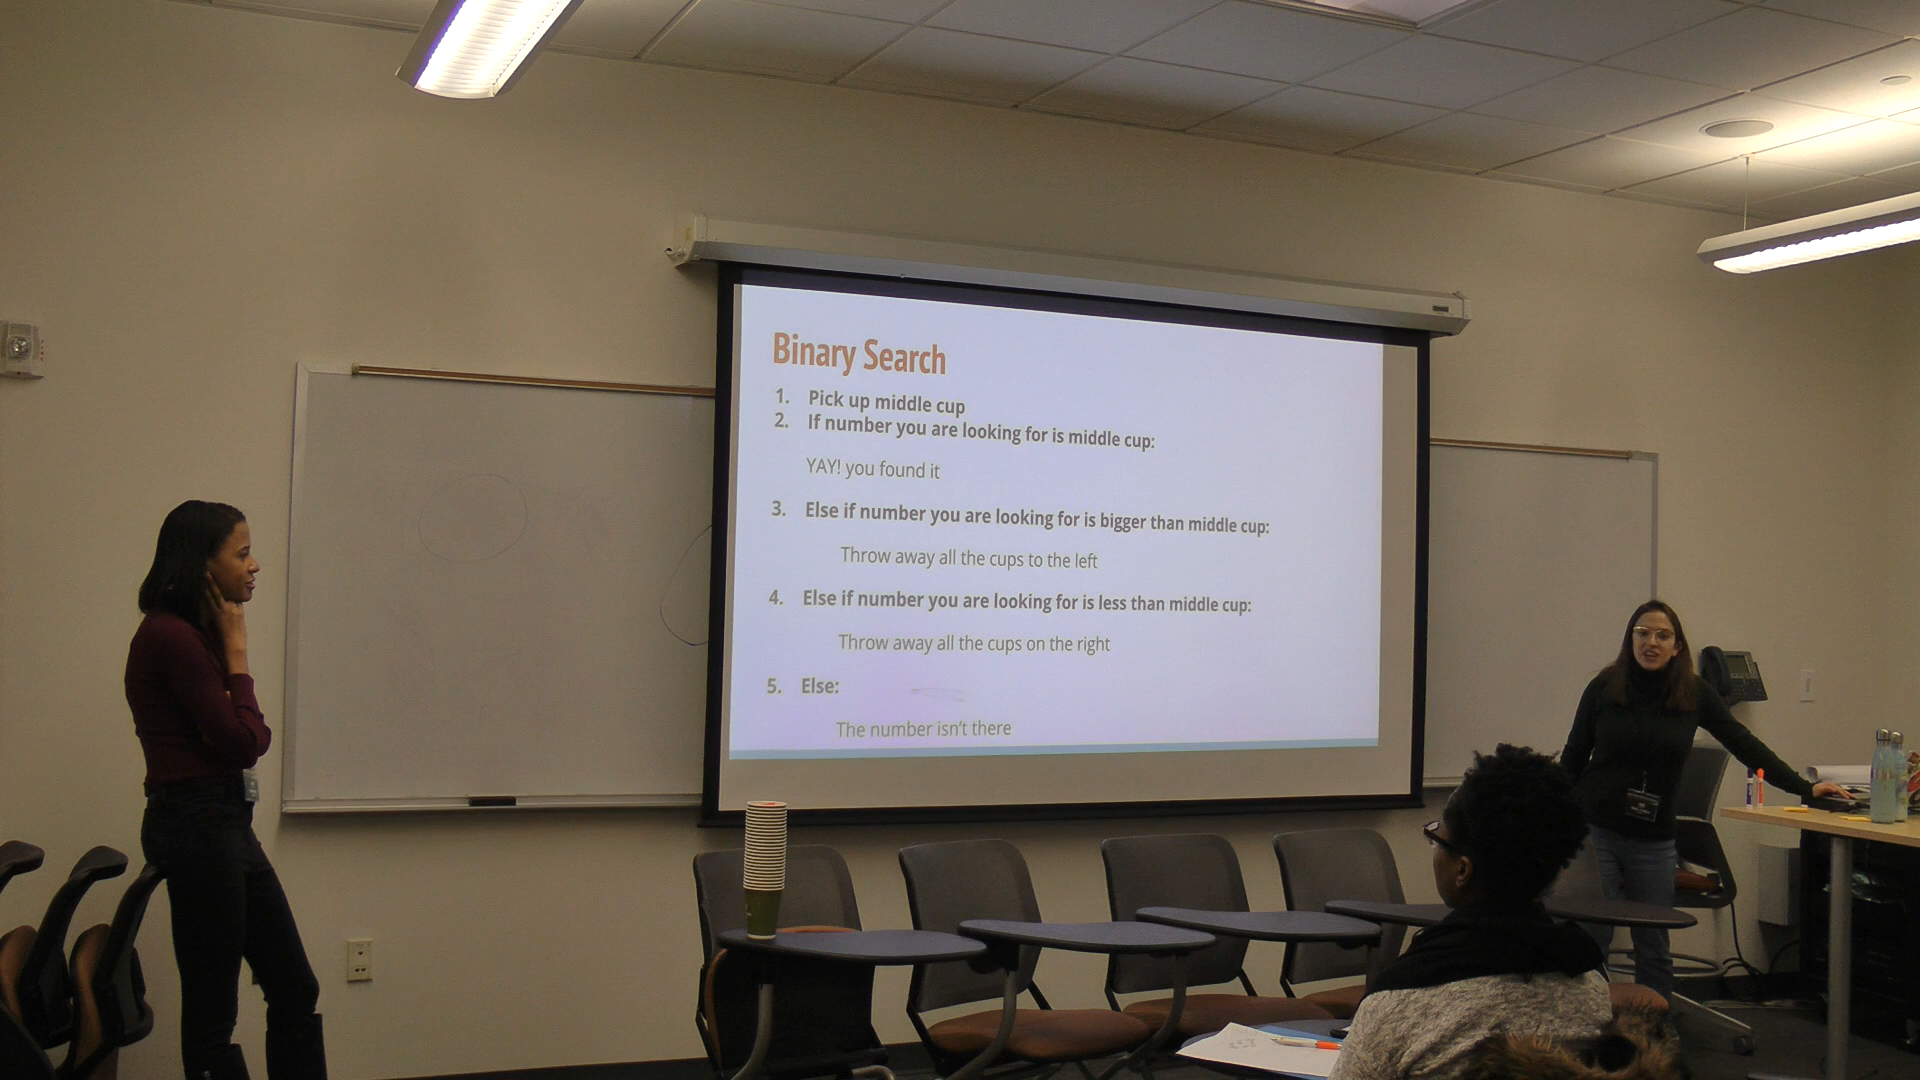 Binary Search
1. Pick up middle cup
2. If number you are looking for is middle cup:
YAY! you found it
3. Else if number you are looking for is bigger than middle cup:
Throw away all the cups to the left
4. Else if number you are looking for is less than middle cup:
Throw away all the cups on the right
5. Else:
The number isn't there